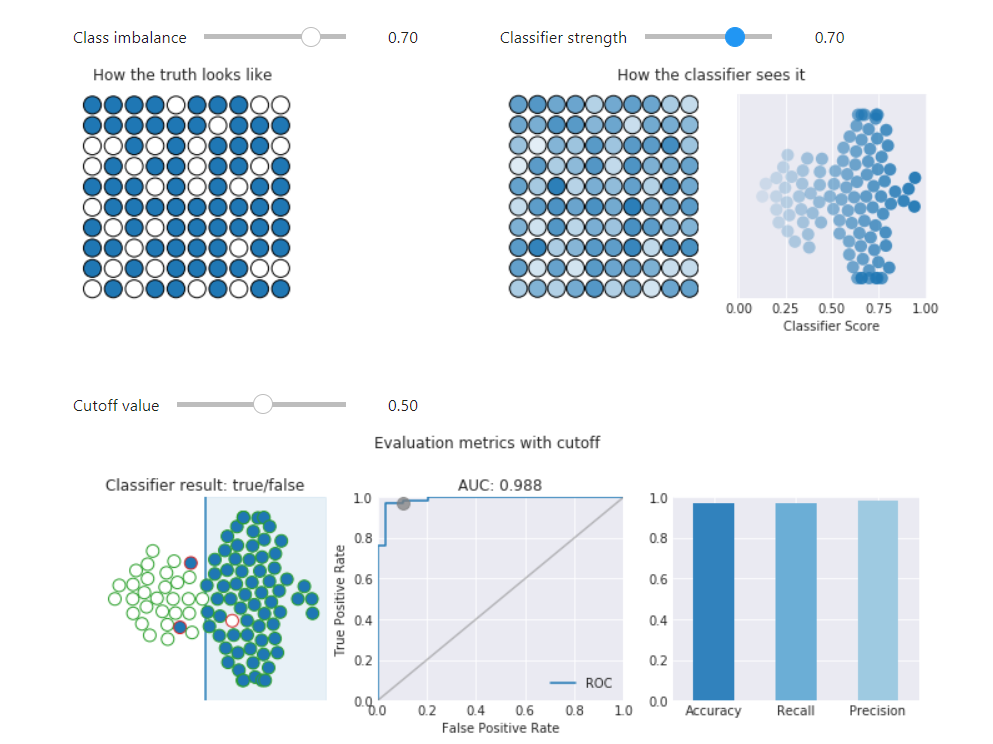 Class imbalance 0.70 Classifier strength 0.70
How the truth looks like
How the classifier sees it
0.00 0.25 0.50 0.75 1.00
Classifier Score
Cutoff value 0.50
Evaluation metrics with cutoff
Classifier result: true/false
AUC: 0.988
1.0
0.8
0.6
0.4
0.2
0.0
True Positive Rate
ROC
0.0 0.2 0.4 0.6 0.8 1.0
False Positive Rate
1.0
0.8
0.6
0.4
0.2
0.0
Accuracy Recall Precision